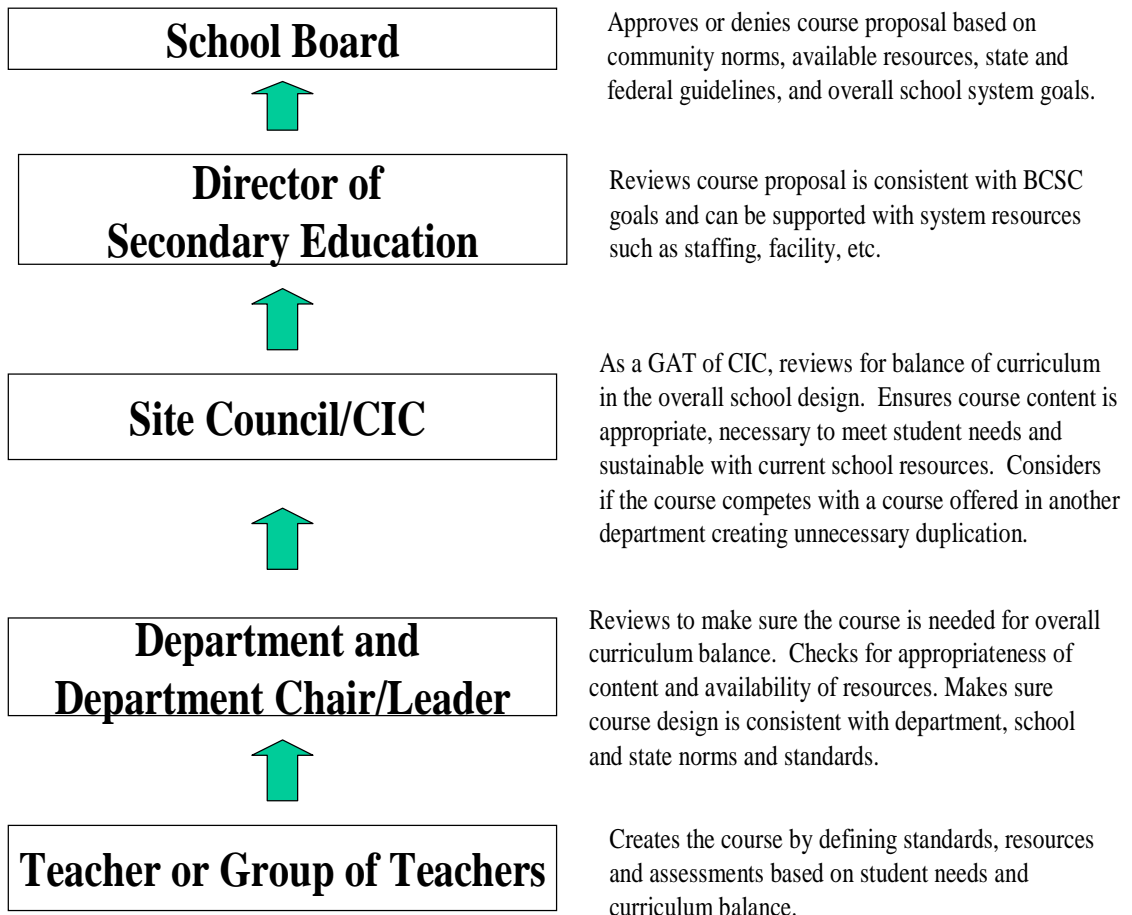 School Board
Approves or denies course proposal based on
community norms, available resources, state and
federal guidelines, and overall school system goals.
Director of
Secondary Education
Reviews course proposal is consistent with BCSC
goals and can be supported with system resources
such as staffing, facility, etc.
Site Council/CIC
As a GAT of CIC, reviews for balance of curriculum
in the overall school design.  Ensures course content is
appropriate, necessary to meet student needs and
sustainable with current school resources.  Considers
if the course competes with a course offered in another
department creating unnecessary duplication.
Department and
Department Chair/Leader
Reviews to make sure the course is needed for overall
curriculum balance.  Checks for appropriateness of
content and availability of resources. Makes sure
course design is consistent with department, school
and state norms and standards.
Teacher or Group of Teachers
Creates the course by defining standards, resources
and assessments based on student needs and
curriculum balance.